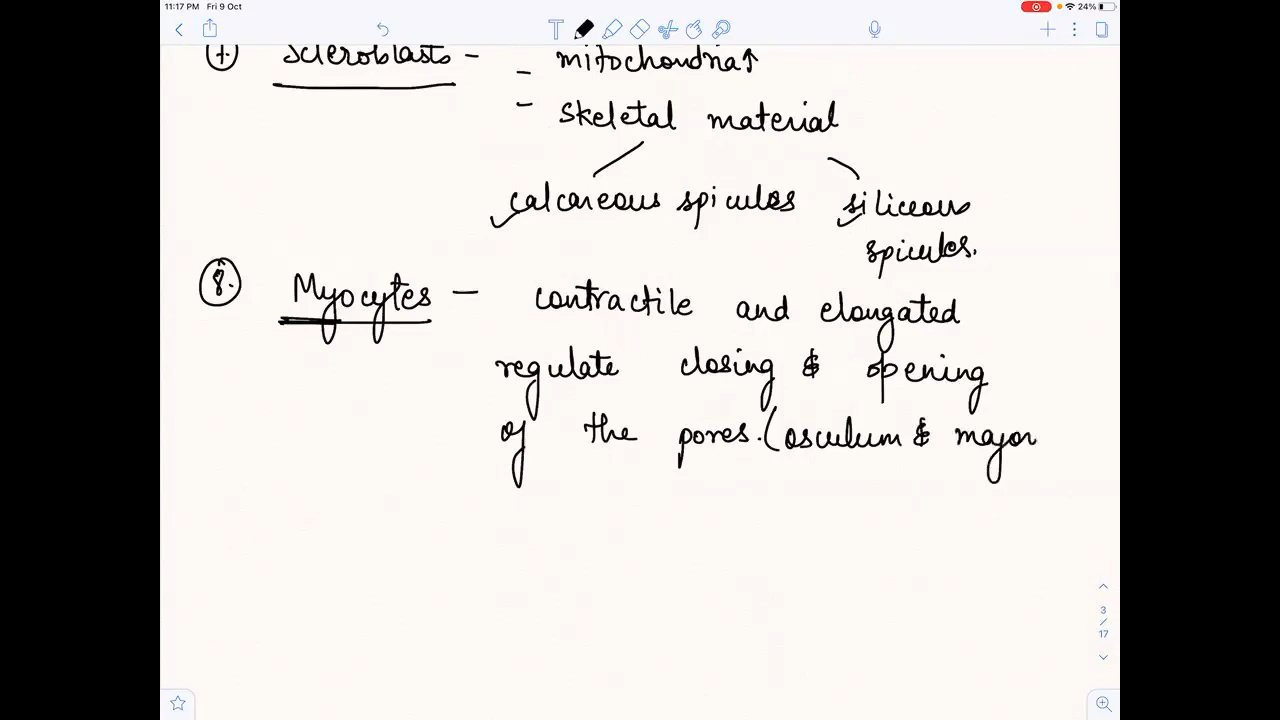 11:17 PM Fri 9 Oct 24%
7 Scleroblasts - - mitochondria↑
- skeletal material
calcareous spicules siliceous
spicules.
8. Myocytes - contractile and elongated
regulate closing & opening
of the pores. (osculum & major
3
/
17